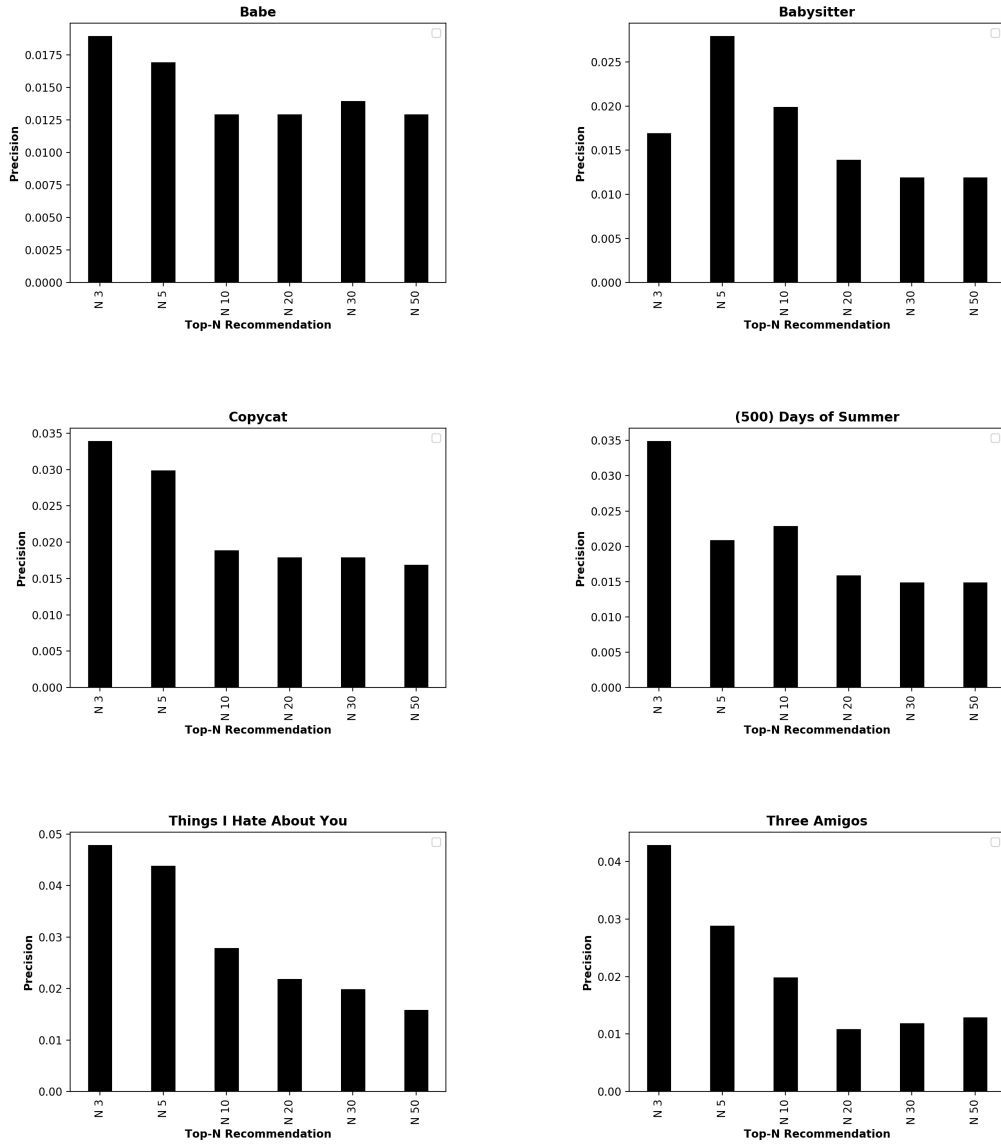 Babe
Precision
0.0175
0.0150
0.0125
0.0100
0.0075
0.0050
0.0025
0.0000
N 3
N 5
N 10
N 20
N 30
N 50
Top-N Recommendation
Babysitter
Precision
0.025
0.020
0.015
0.010
0.005
0.000
N 3
N 5
N 10
N 20
N 30
N 50
Top-N Recommendation
Copycat
Precision
0.035
0.030
0.025
0.020
0.015
0.010
0.005
0.000
N 3
N 5
N 10
N 20
N 30
N 50
Top-N Recommendation
(500) Days of Summer
Precision
0.035
0.030
0.025
0.020
0.015
0.010
0.005
0.000
N 3
N 5
N 10
N 20
N 30
N 50
Top-N Recommendation
Things I Hate About You
Precision
0.05
0.04
0.03
0.02
0.01
0.00
N 3
N 5
N 10
N 20
N 30
N 50
Top-N Recommendation
Three Amigos
Precision
0.04
0.03
0.02
0.01
0.00
N 3
N 5
N 10
N 20
N 30
N 50
Top-N Recommendation